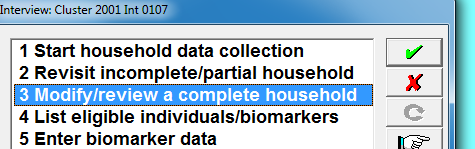 Interview: Cluster 2001 Int 0107
1 Start household data collection
2 Revisit incomplete/partial household
3 Modify/review a complete household
4 List eligible individuals/biomarkers
5 Enter biomarker data